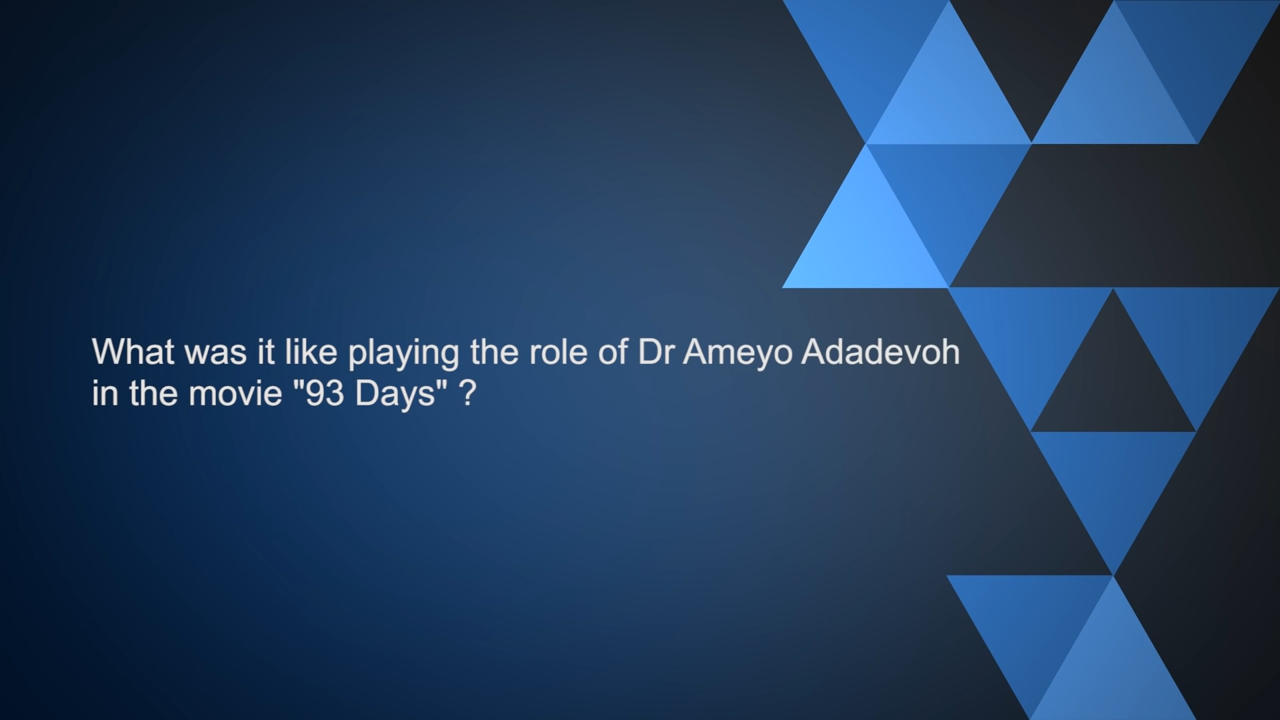 What was it like playing the role of Dr Ameyo Adadevoh
in the movie "93 Days" ?